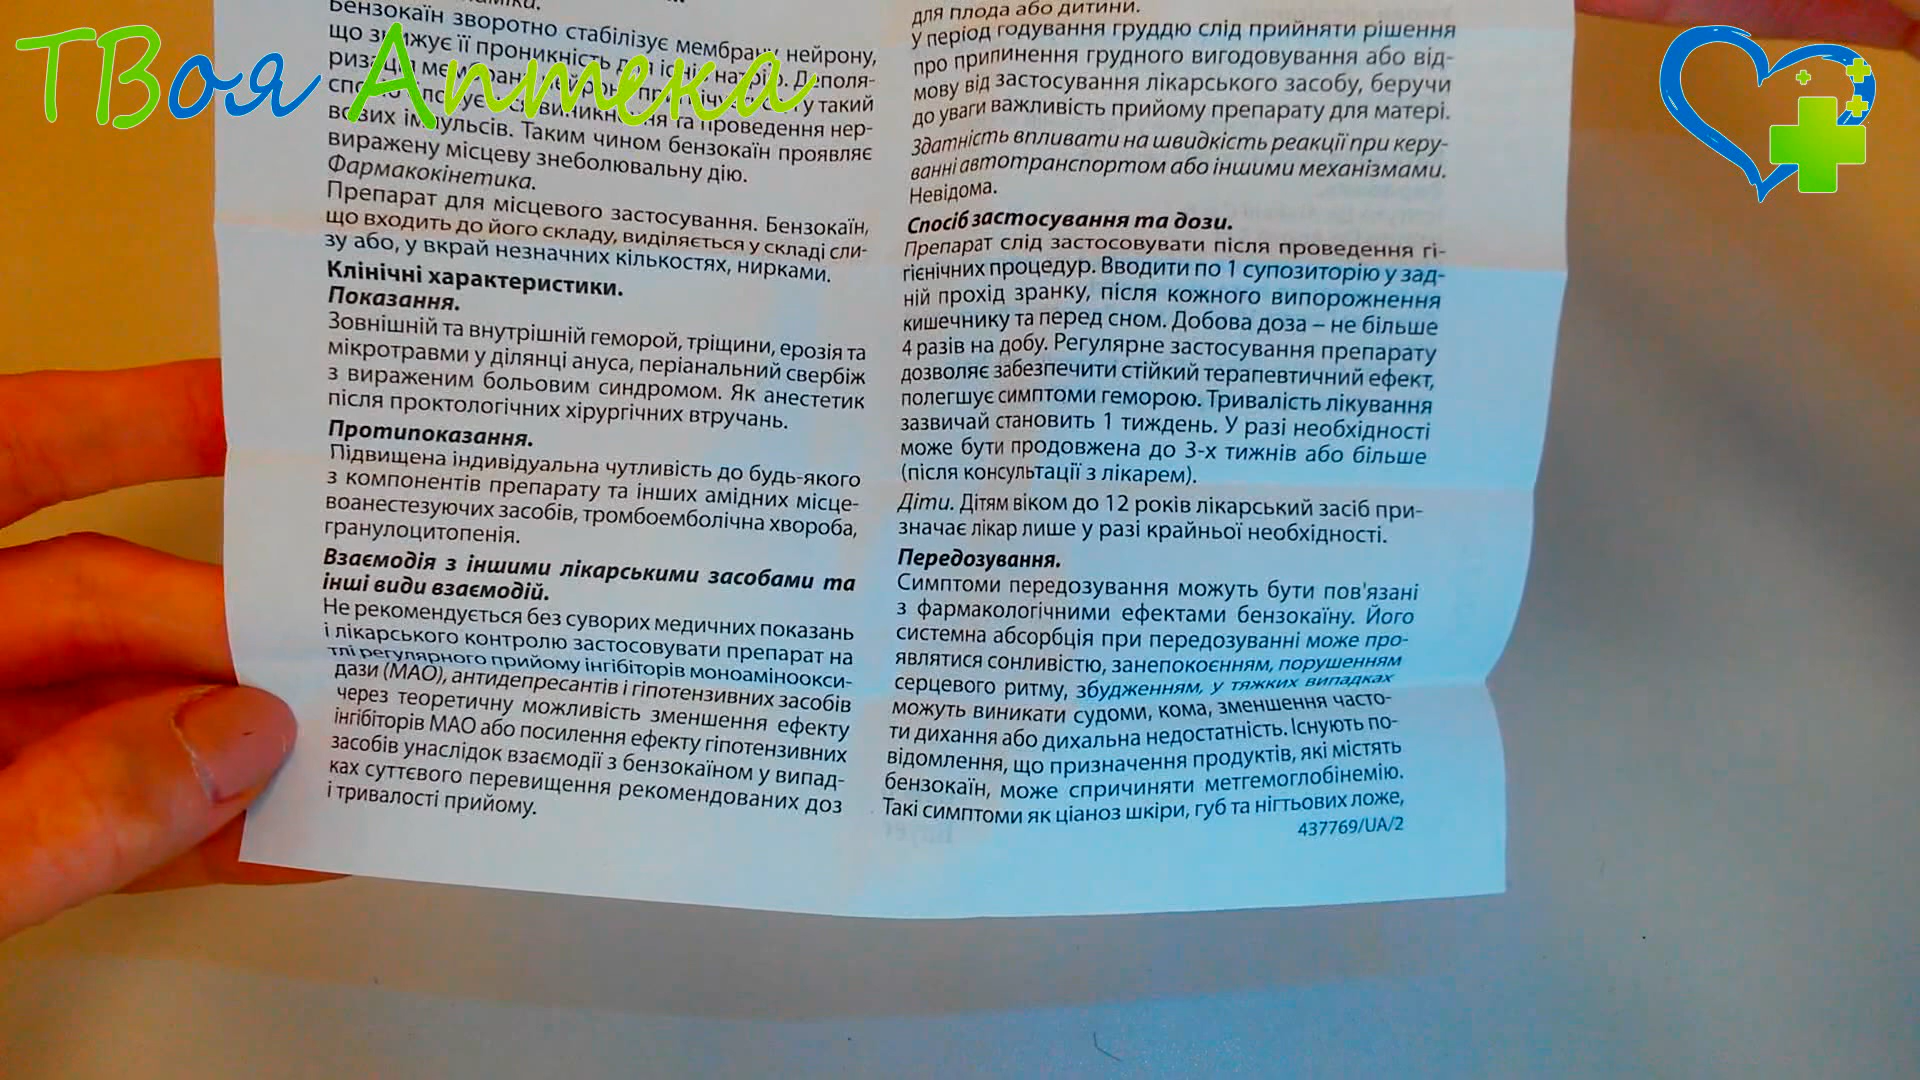 ТВоя Аптека
Бензокаїн зворотно стабілізує мембрану нейрону,
що знижує її проникність для іонів натрію. Деполя-
вових імпульсів. Таким чином бензокаїн проявляє
виражену місцеву знеболювальну дію.
Фармакокінетика.
Препарат для місцевого застосування. Бензокаїн,
що входить до його складу, виділяється у складі сли-
зу або, у вкрай незначних кількостях, нирками.
Клінічні характеристики.
Показання.
Зовнішній та внутрішній геморой, тріщини, ерозія та
мікротравми у ділянці ануса, періанальний свербіж
з вираженим больовим синдромом. Як анестетик
після проктологічних хірургічних втручань.
Протипоказання.
Підвищена індивідуальна чутливість до будь-якого
з компонентів препарату та інших амідних місце-
воанестезуючих засобів, тромбоемболічна хвороба,
гранулоцитопенія.
Взаємодія з іншими лікарськими засобами та
інші види взаємодій.
Не рекомендується без суворих медичних показань
і лікарського контролю застосовувати препарат на
тлі регулярного прийому інгібіторів моноаміноокси-
дази (МАО), антидепресантів і гіпотензивних засобів
через теоретичну можливість зменшення ефекту
інгібіторів МАО або посилення ефекту гіпотензивних
засобів унаслідок взаємодії з бензокаїном у випад-
ках суттєвого перевищення рекомендованих доз
і тривалості прийому.
для плода або дитини.
У період годування груддю слід прийняти рішення
про припинення грудного вигодовування або від-
мову від застосування лікарського засобу, беручи
до уваги важливість прийому препарату для матері.
Здатність впливати на швидкість реакції при керу-
ванні автотранспортом або іншими механізмами.
Невідома.
Спосіб застосування та дози.
Препарат слід застосовувати після проведення гі-
гієнічних процедур. Вводити по 1 супозиторію у зад-
ній прохід зранку, після кожного випорожнення
кишечнику та перед сном. Добова доза – не більше
4 разів на добу. Регулярне застосування препарату
дозволяє забезпечити стійкий терапевтичний ефект,
полегшує симптоми геморою. Тривалість лікування
зазвичай становить 1 тиждень. У разі необхідності
може бути продовжена до 3-х тижнів або більше
(після консультації з лікарем).
Діти. Дітям віком до 12 років лікарський засіб при-
значає лікар лише у разі крайньої необхідності.
Передозування.
Симптоми передозування можуть бути пов'язані
з фармакологічними ефектами бензокаїну. Його
системна абсорбція при передозуванні може про-
являтися сонливістю, занепокоєнням, порушенням
серцевого ритму, збудженням, у тяжких випадках
можуть виникати судоми, кома, зменшення часто-
ти дихання або дихальна недостатність. Існують по-
відомлення, що призначення продуктів, які містять
бензокаїн, може спричиняти метгемоглобінемію.
Такі симптоми як ціаноз шкіри, губ та нігтьових ложе,
437769/UA/2